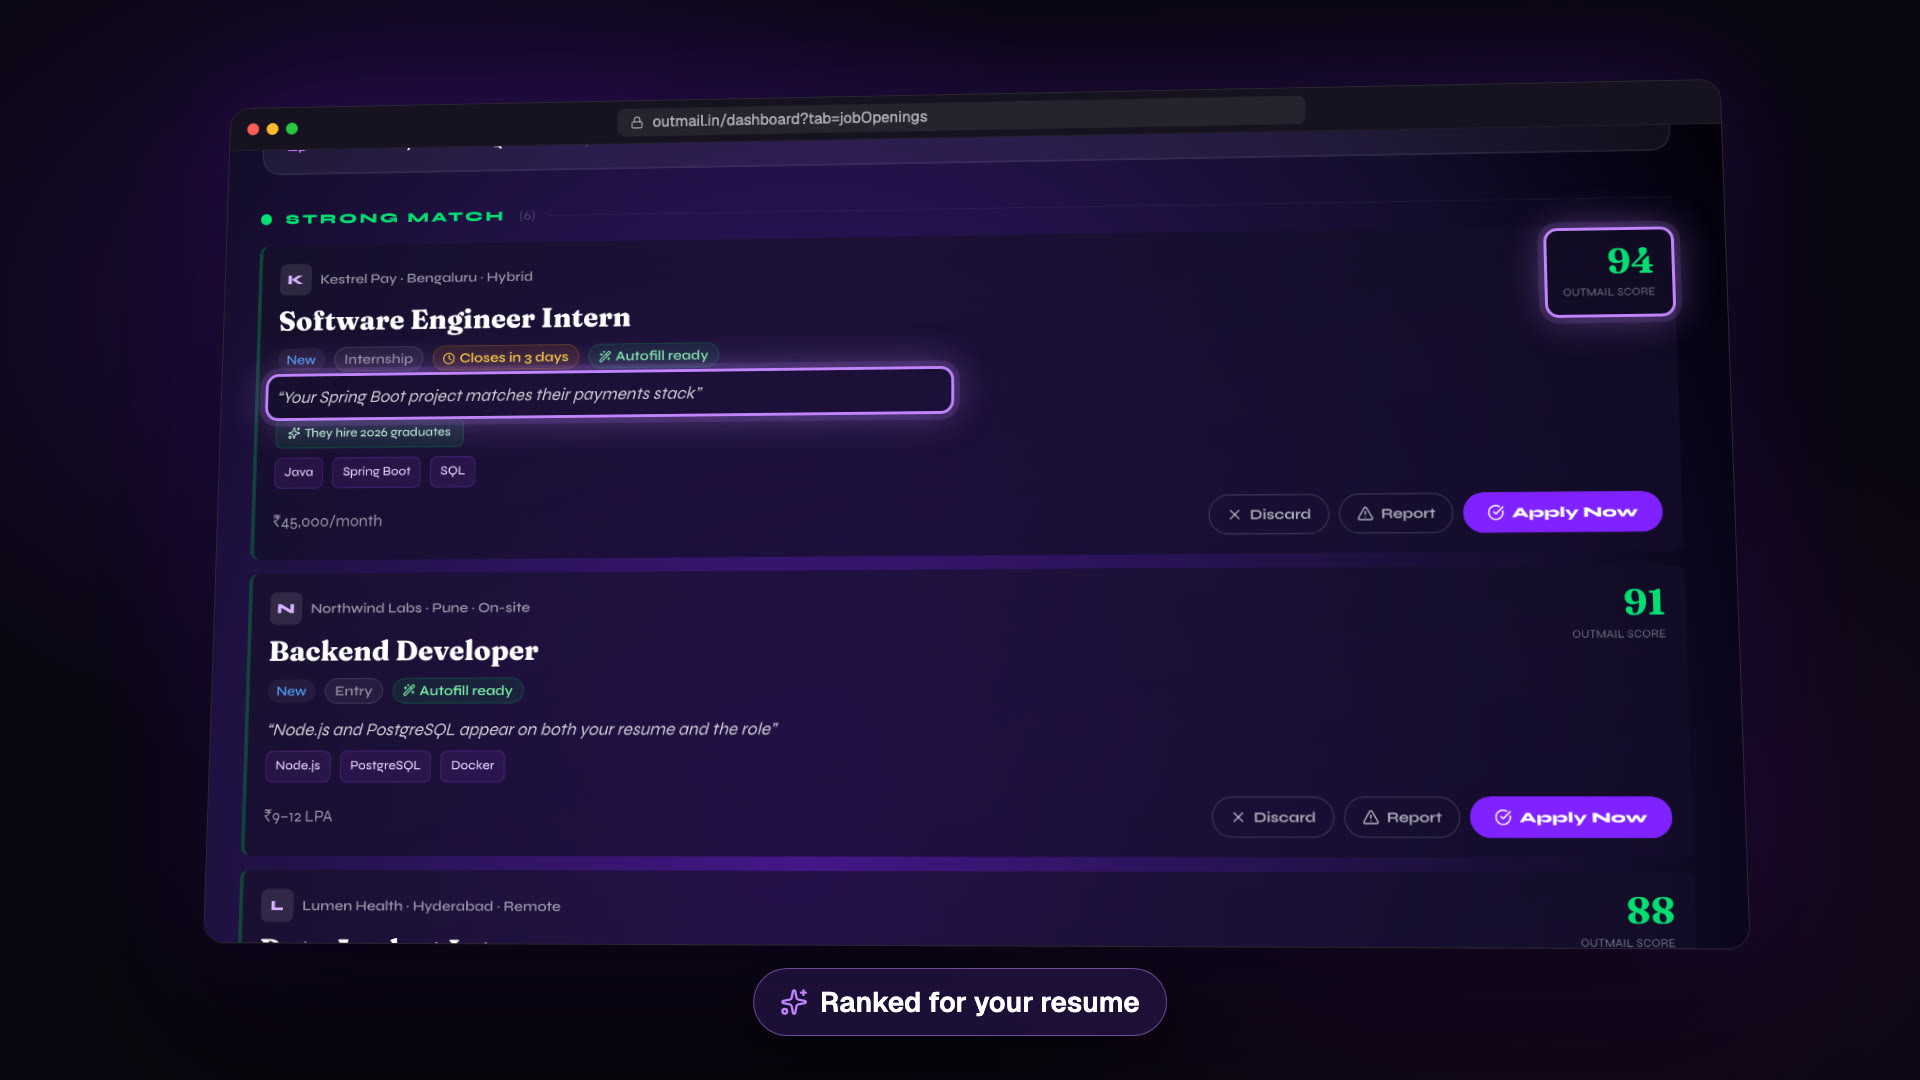 outmail.in/dashboard?tab=jobOpenings
STRONG MATCH (6)
K Kestrel Pay · Bengaluru · Hybrid
94
OUTMAIL SCORE
Software Engineer Intern
New Internship Closes in 3 days Autofill ready
“Your Spring Boot project matches their payments stack”
They hire 2026 graduates
Java Spring Boot SQL
₹45,000/month
Discard Report Apply Now
N Northwind Labs · Pune · On-site
91
OUTMAIL SCORE
Backend Developer
New Entry Autofill ready
“Node.js and PostgreSQL appear on both your resume and the role”
Node.js PostgreSQL Docker
₹9–12 LPA
Discard Report Apply Now
L Lumen Health · Hyderabad · Remote
88
OUTMAIL SCORE
Ranked for your resume